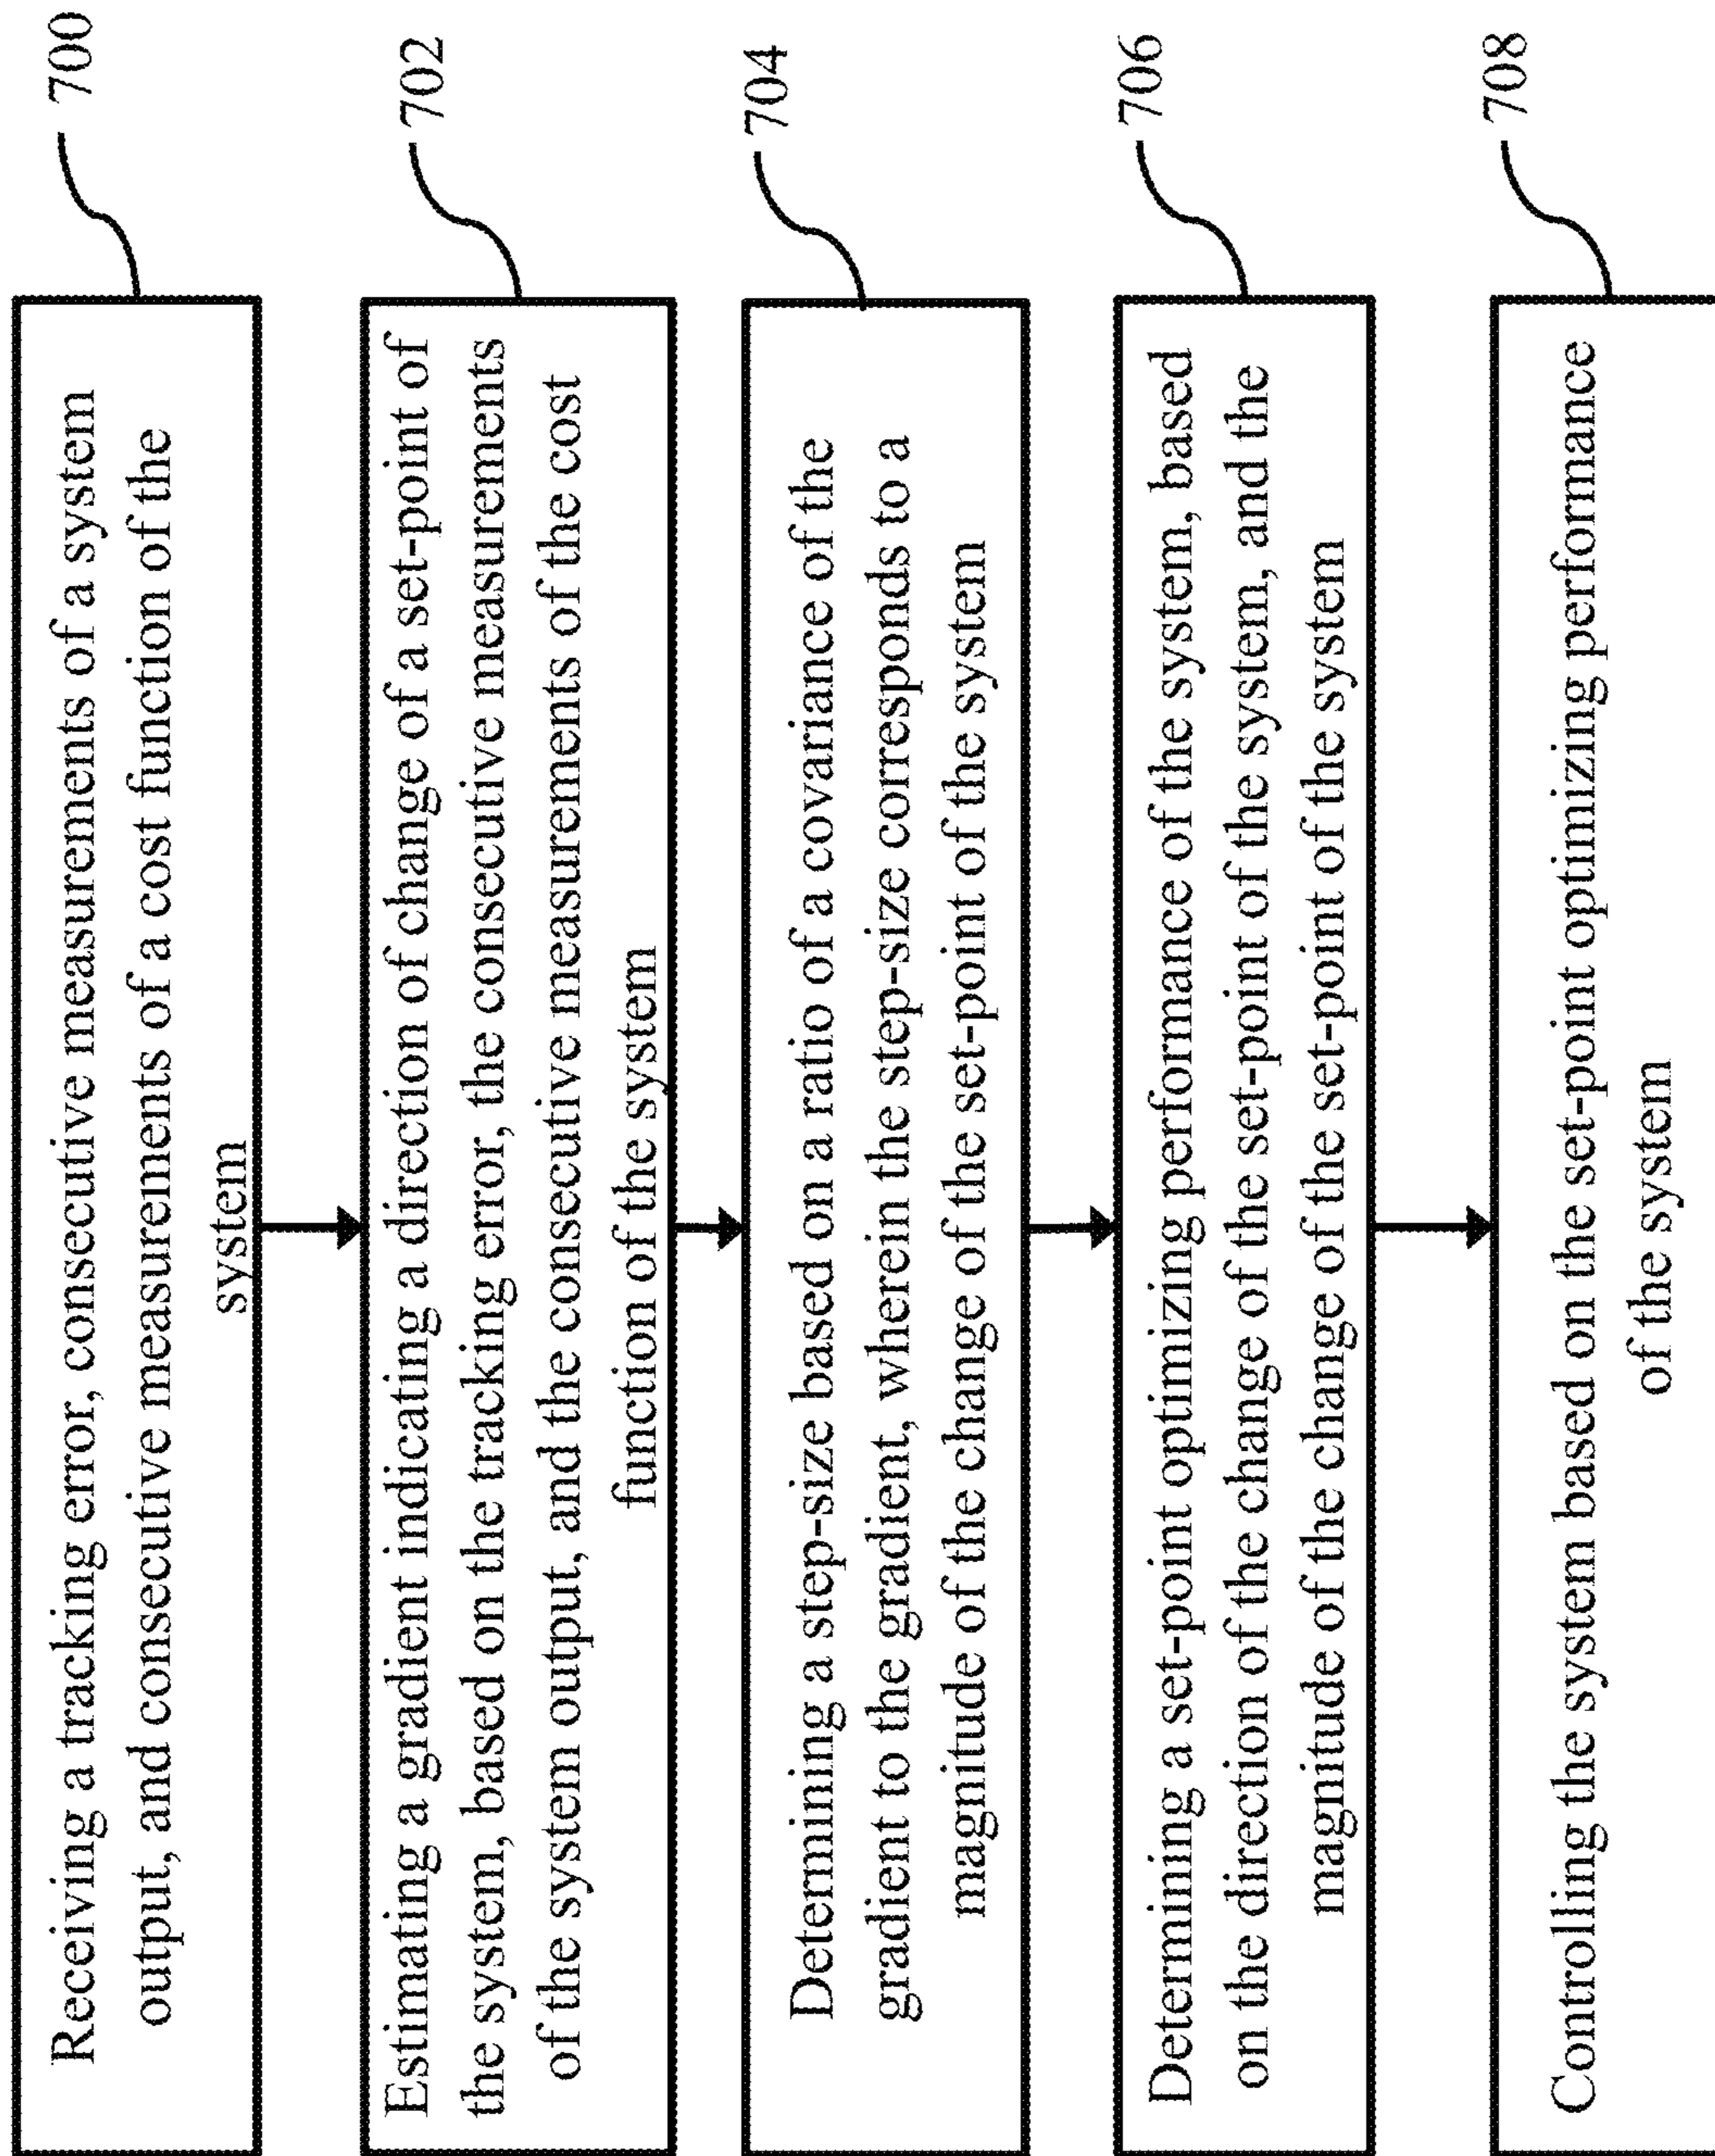 Receiving a tracking error, consecutive measurements of a system
output, and consecutive measurements of a cost function of the
system
700
Estimating a gradient indicating a direction of change of a set-point of
the system, based on the tracking error, the consecutive measurements
of the system output, and the consecutive measurements of the cost
function of the system
702
Determining a step-size based on a ratio of a covariance of the
gradient to the gradient, wherein the step-size corresponds to a
magnitude of the change of the set-point of the system
704
Determining a set-point optimizing performance of the system, based
on the direction of the change of the set-point of the system, and the
magnitude of the change of the set-point of the system
706
Controlling the system based on the set-point optimizing performance
of the system
708